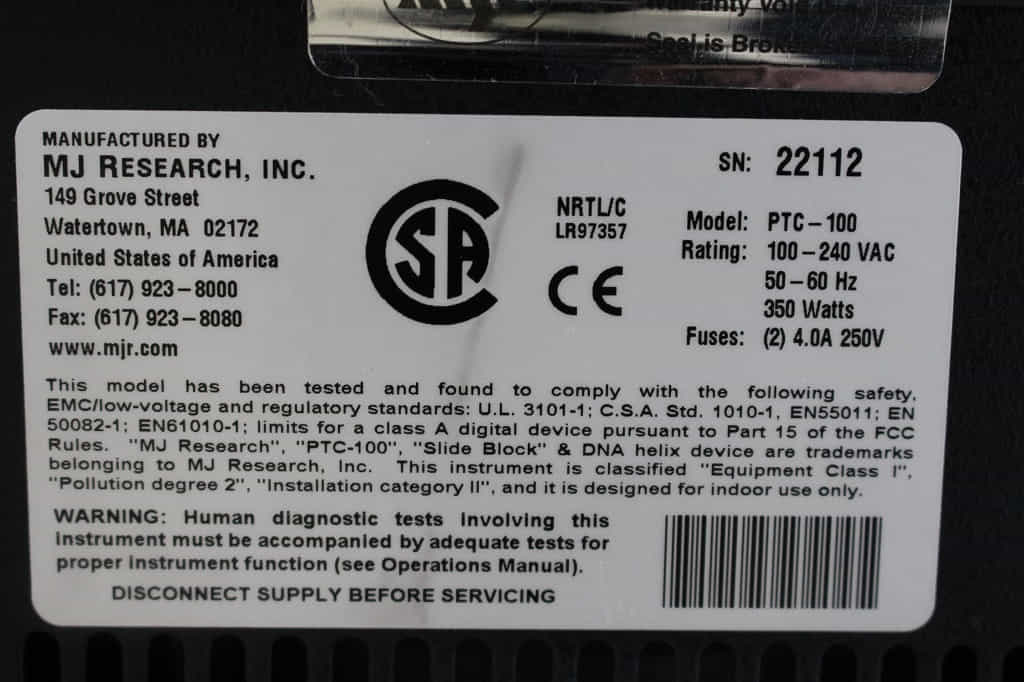 Warranty Void
Seal is Broken
MANUFACTURED BY
MJ RESEARCH, INC.
149 Grove Street
Watertown, MA 02172
United States of America
Tel: (617) 923–8000
Fax: (617) 923–8080
www.mjr.com
CSA
NRTL/C
LR97357
CE
SN: 22112
Model: PTC–100
Rating: 100–240 VAC
50–60 Hz
350 Watts
Fuses: (2) 4.0A 250V
This model has been tested and found to comply with the following safety,
EMC/low-voltage and regulatory standards: U.L. 3101-1; C.S.A. Std. 1010-1, EN55011; EN
50082-1; EN61010-1; limits for a class A digital device pursuant to Part 15 of the FCC
Rules. "MJ Research", "PTC-100", "Slide Block" & DNA helix device are trademarks
belonging to MJ Research, Inc. This instrument is classified "Equipment Class I",
"Pollution degree 2", "Installation category II", and it is designed for indoor use only.
WARNING: Human diagnostic tests involving this
instrument must be accompanied by adequate tests for
proper instrument function (see Operations Manual).
DISCONNECT SUPPLY BEFORE SERVICING